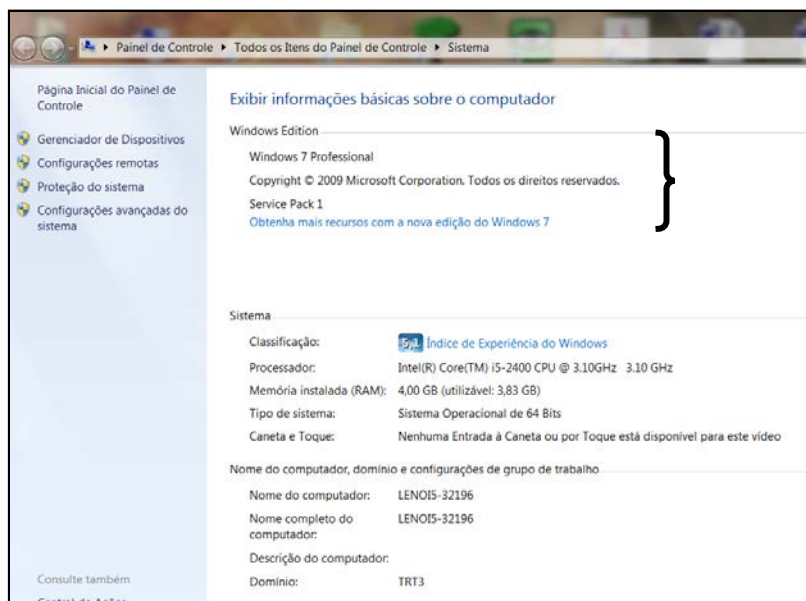 Painel de Controle ▸ Todos os Itens do Painel de Controle ▸ Sistema
Página Inicial do Painel de
Controle
Gerenciador de Dispositivos
Configurações remotas
Proteção do sistema
Configurações avançadas do
sistema
Consulte também
Exibir informações básicas sobre o computador
Windows Edition
Windows 7 Professional
Copyright © 2009 Microsoft Corporation. Todos os direitos reservados.
Service Pack 1
Obtenha mais recursos com a nova edição do Windows 7
}
Sistema
Classificação: 5,1 Índice de Experiência do Windows
Processador: Intel(R) Core(TM) i5-2400 CPU @ 3.10GHz 3.10 GHz
Memória instalada (RAM): 4,00 GB (utilizável: 3,83 GB)
Tipo de sistema: Sistema Operacional de 64 Bits
Caneta e Toque: Nenhuma Entrada à Caneta ou por Toque está disponível para este vídeo
Nome do computador, domínio e configurações de grupo de trabalho
Nome do computador: LENOI5-32196
Nome completo do LENOI5-32196
computador:
Descrição do computador:
Domínio: TRT3